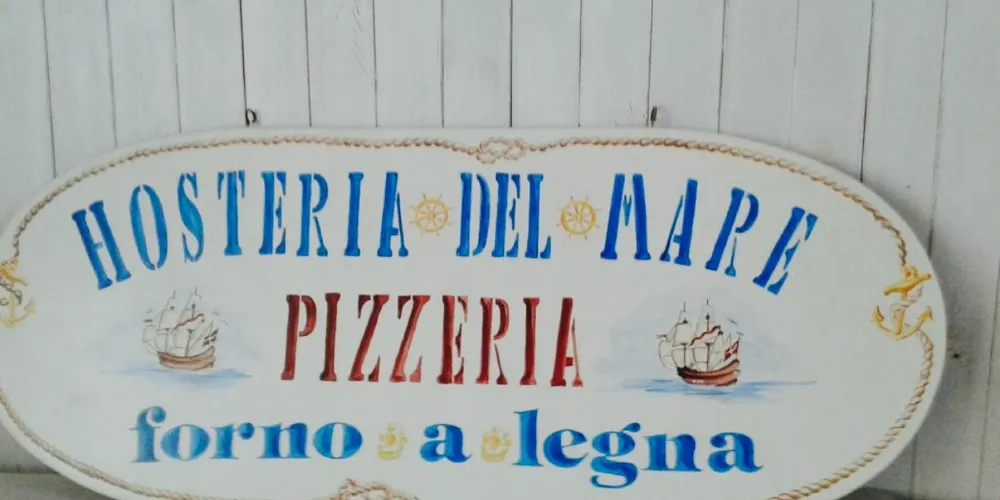 HOSTERIA DEL MARE
PIZZERIA
forno a legna